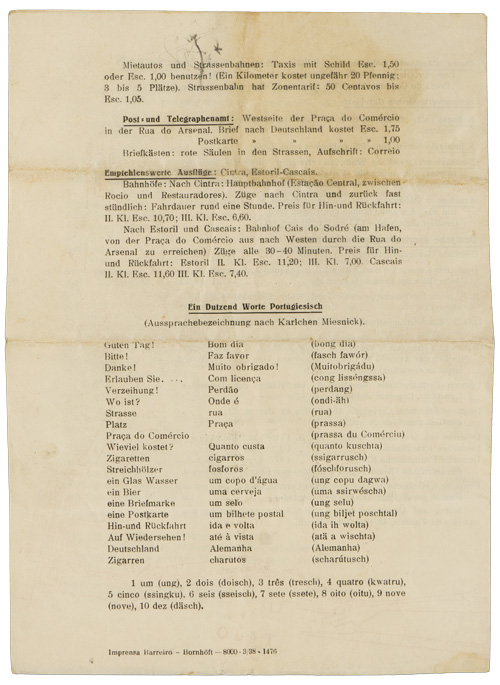 Mietautos und Strassenbahnen: Taxis mit Schild Esc. 1,50
oder Esc. 1,00 benutzen! (Ein Kilometer kostet ungefähr 20 Pfennig;
3 bis 5 Plätze). Strassenbahn hat Zonentarif: 50 Centavos bis
Esc. 1,05.
Post- und Telegraphenamt: Westseite der Praça do Comércio
in der Rua do Arsenal. Brief nach Deutschland kostet Esc. 1,75
Postkarte » » » » 1,00
Briefkästen: rote Säulen in den Strassen, Aufschrift: Correio
Empfehlenswerte Ausflüge: Cintra, Estoril-Cascais.
Bahnhöfe: Nach Cintra: Hauptbahnhof (Estação Central, zwischen
Rocio und Restauradores). Züge nach Cintra und zurück fast
stündlich: Fahrdauer rund eine Stunde. Preis für Hin-und Rückfahrt:
II. Kl. Esc. 10,70; III. Kl. Esc. 6,60.
Nach Estoril und Cascais: Bahnhof Cais do Sodré (am Hafen,
von der Praça do Comércio aus nach Westen durch die Rua do
Arsenal zu erreichen) Züge alle 30-40 Minuten. Preis für Hin-
und Rückfahrt: Estoril II. Kl. Esc. 11,20; III. Kl. 7,00. Cascais
II. Kl. Esc. 11,60 III. Kl. Esc. 7,40.
Ein Dutzend Worte Portugiesisch
(Aussprachebezeichnung nach Karlchen Miesnick).
Guten Tag! Bom dia (bong dia)
Bitte! Faz favor (fasch fawór)
Danke! Muito obrigado! (Muitobrigádu)
Erlauben Sie. . . . Com licença (cong lisséngssa)
Verzeihung! Perdão (perdang)
Wo ist? Onde é (ondi-äh)
Strasse rua (rua)
Platz Praça (prassa)
Praça do Comércio (prassa du Comérciu)
Wieviel kostet? Quanto custa (quanto kuschta)
Zigaretten cigarros (ssigarrusch)
Streichhölzer fosforos (fóschforusch)
ein Glas Wasser um copo d'água (ung copu dagwa)
ein Bier uma cerveja (uma ssirwéscha)
eine Briefmarke um selo (ung selu)
eine Postkarte um bilhete postal (ung biljet poschtal)
Hin-und Rückfahrt ida e volta (ida ih wolta)
Auf Wiedersehen! até à vista (atä a wischta)
Deutschland Alemanha (Alemanha)
Zigarren charutos (scharútusch)
1 um (ung), 2 dois (doisch), 3 três (tresch), 4 quatro (kwatru),
5 cinco (ssingku). 6 seis (sseisch), 7 sete (ssete), 8 oito (oitu), 9 nove
(nove), 10 dez (däsch).
Imprensa Barreiro - Bornhöft - 8000 - 3/38 - 1476